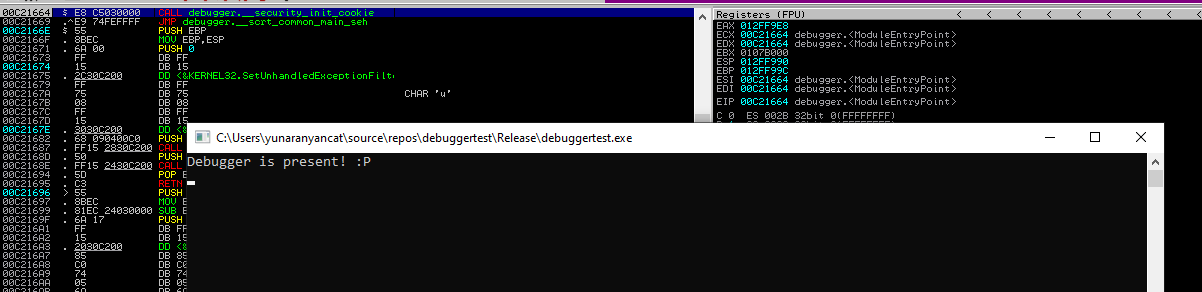 00C21664 $ E8 C5030000 CALL debugger.__security_init_cookie
00C21669 .^E9 74FEFFFF JMP debugger.__scrt_common_main_seh
00C2166E $ 55 PUSH EBP
00C2166F . 8BEC MOV EBP,ESP
00C21671 . 6A 00 PUSH 0
00C21673 FF DB FF
00C21674 15 DB 15
00C21675 . 2C30C200 DD <&KERNEL32.SetUnhandledExceptionFilt
00C21679 FF DB FF
00C2167A 75 DB 75 CHAR 'u'
00C2167B 08 DB 08
00C2167C FF DB FF
00C2167D 15 DB 15
00C2167E . 3030C200 DD <&
00C21682 . 68 090400C0 PUSH
00C21687 . FF15 2830C200 CALL
00C2168D . 50 PUSH
00C2168E . FF15 2430C200 CALL
00C21694 . 5D POP E
00C21695 . C3 RETN
00C21696 > 55 PUSH
00C21697 . 8BEC MOV E
00C21699 . 81EC 24030000 SUB E
00C2169F . 6A 17 PUSH
00C216A1 FF DB FF
00C216A2 15 DB 15
00C216A3 . 2030C200 DD <&
00C216A7 85 DB 85
00C216A8 C0 DB C0
00C216A9 74 DB 74
00C216AA 05 DB 05
Registers (FPU) < < < < < < <
EAX 012FF9E8
ECX 00C21664 debugger.<ModuleEntryPoint>
EDX 00C21664 debugger.<ModuleEntryPoint>
EBX 0107B000
ESP 012FF990
EBP 012FF99C
ESI 00C21664 debugger.<ModuleEntryPoint>
EDI 00C21664 debugger.<ModuleEntryPoint>
EIP 00C21664 debugger.<ModuleEntryPoint>
C 0 ES 002B 32bit 0(FFFFFFFF)
C:\Users\yunaranyancat\source\repos\debuggertest\Release\debuggertest.exe
Debugger is present! :P